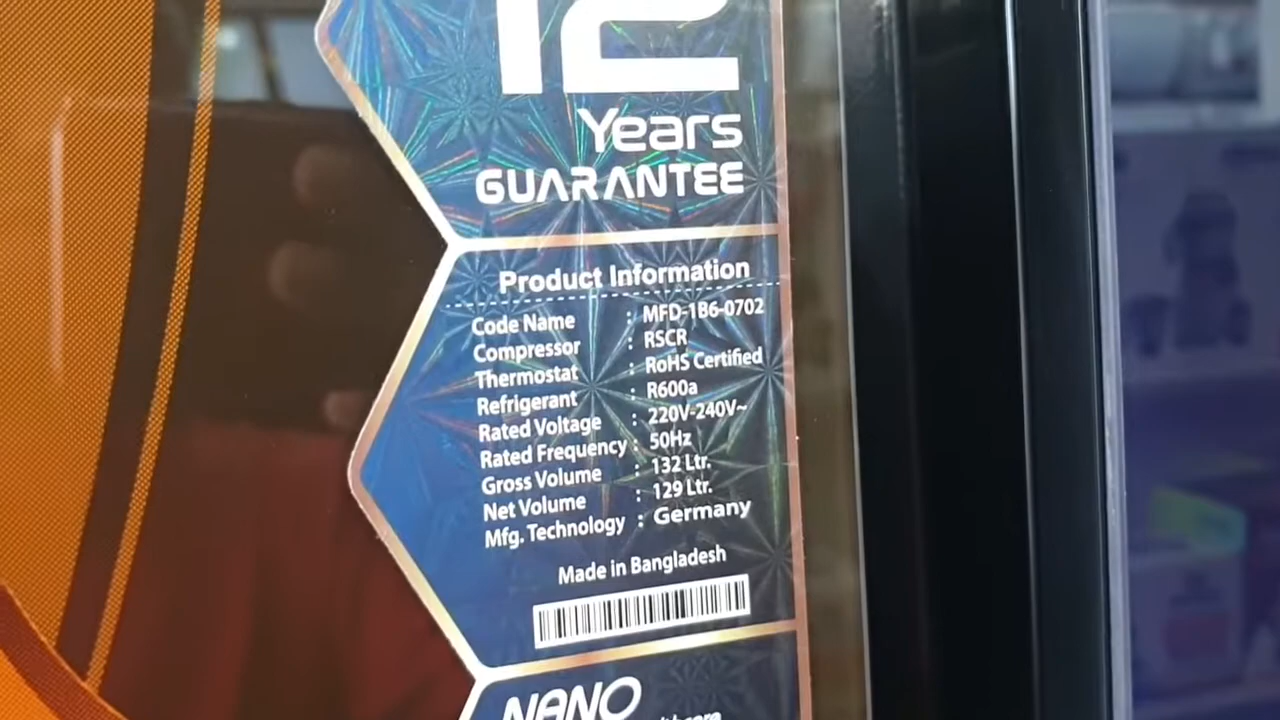 12
Years
GUARANTEE
Product Information
Code Name : MFD-1B6-0702
Compressor : RSCR
Thermostat : RoHS Certified
Refrigerant : R600a
Rated Voltage : 220V-240V~
Rated Frequency : 50Hz
Gross Volume : 132 Ltr.
Net Volume : 129 Ltr.
Mfg. Technology : Germany
Made in Bangladesh
NANO